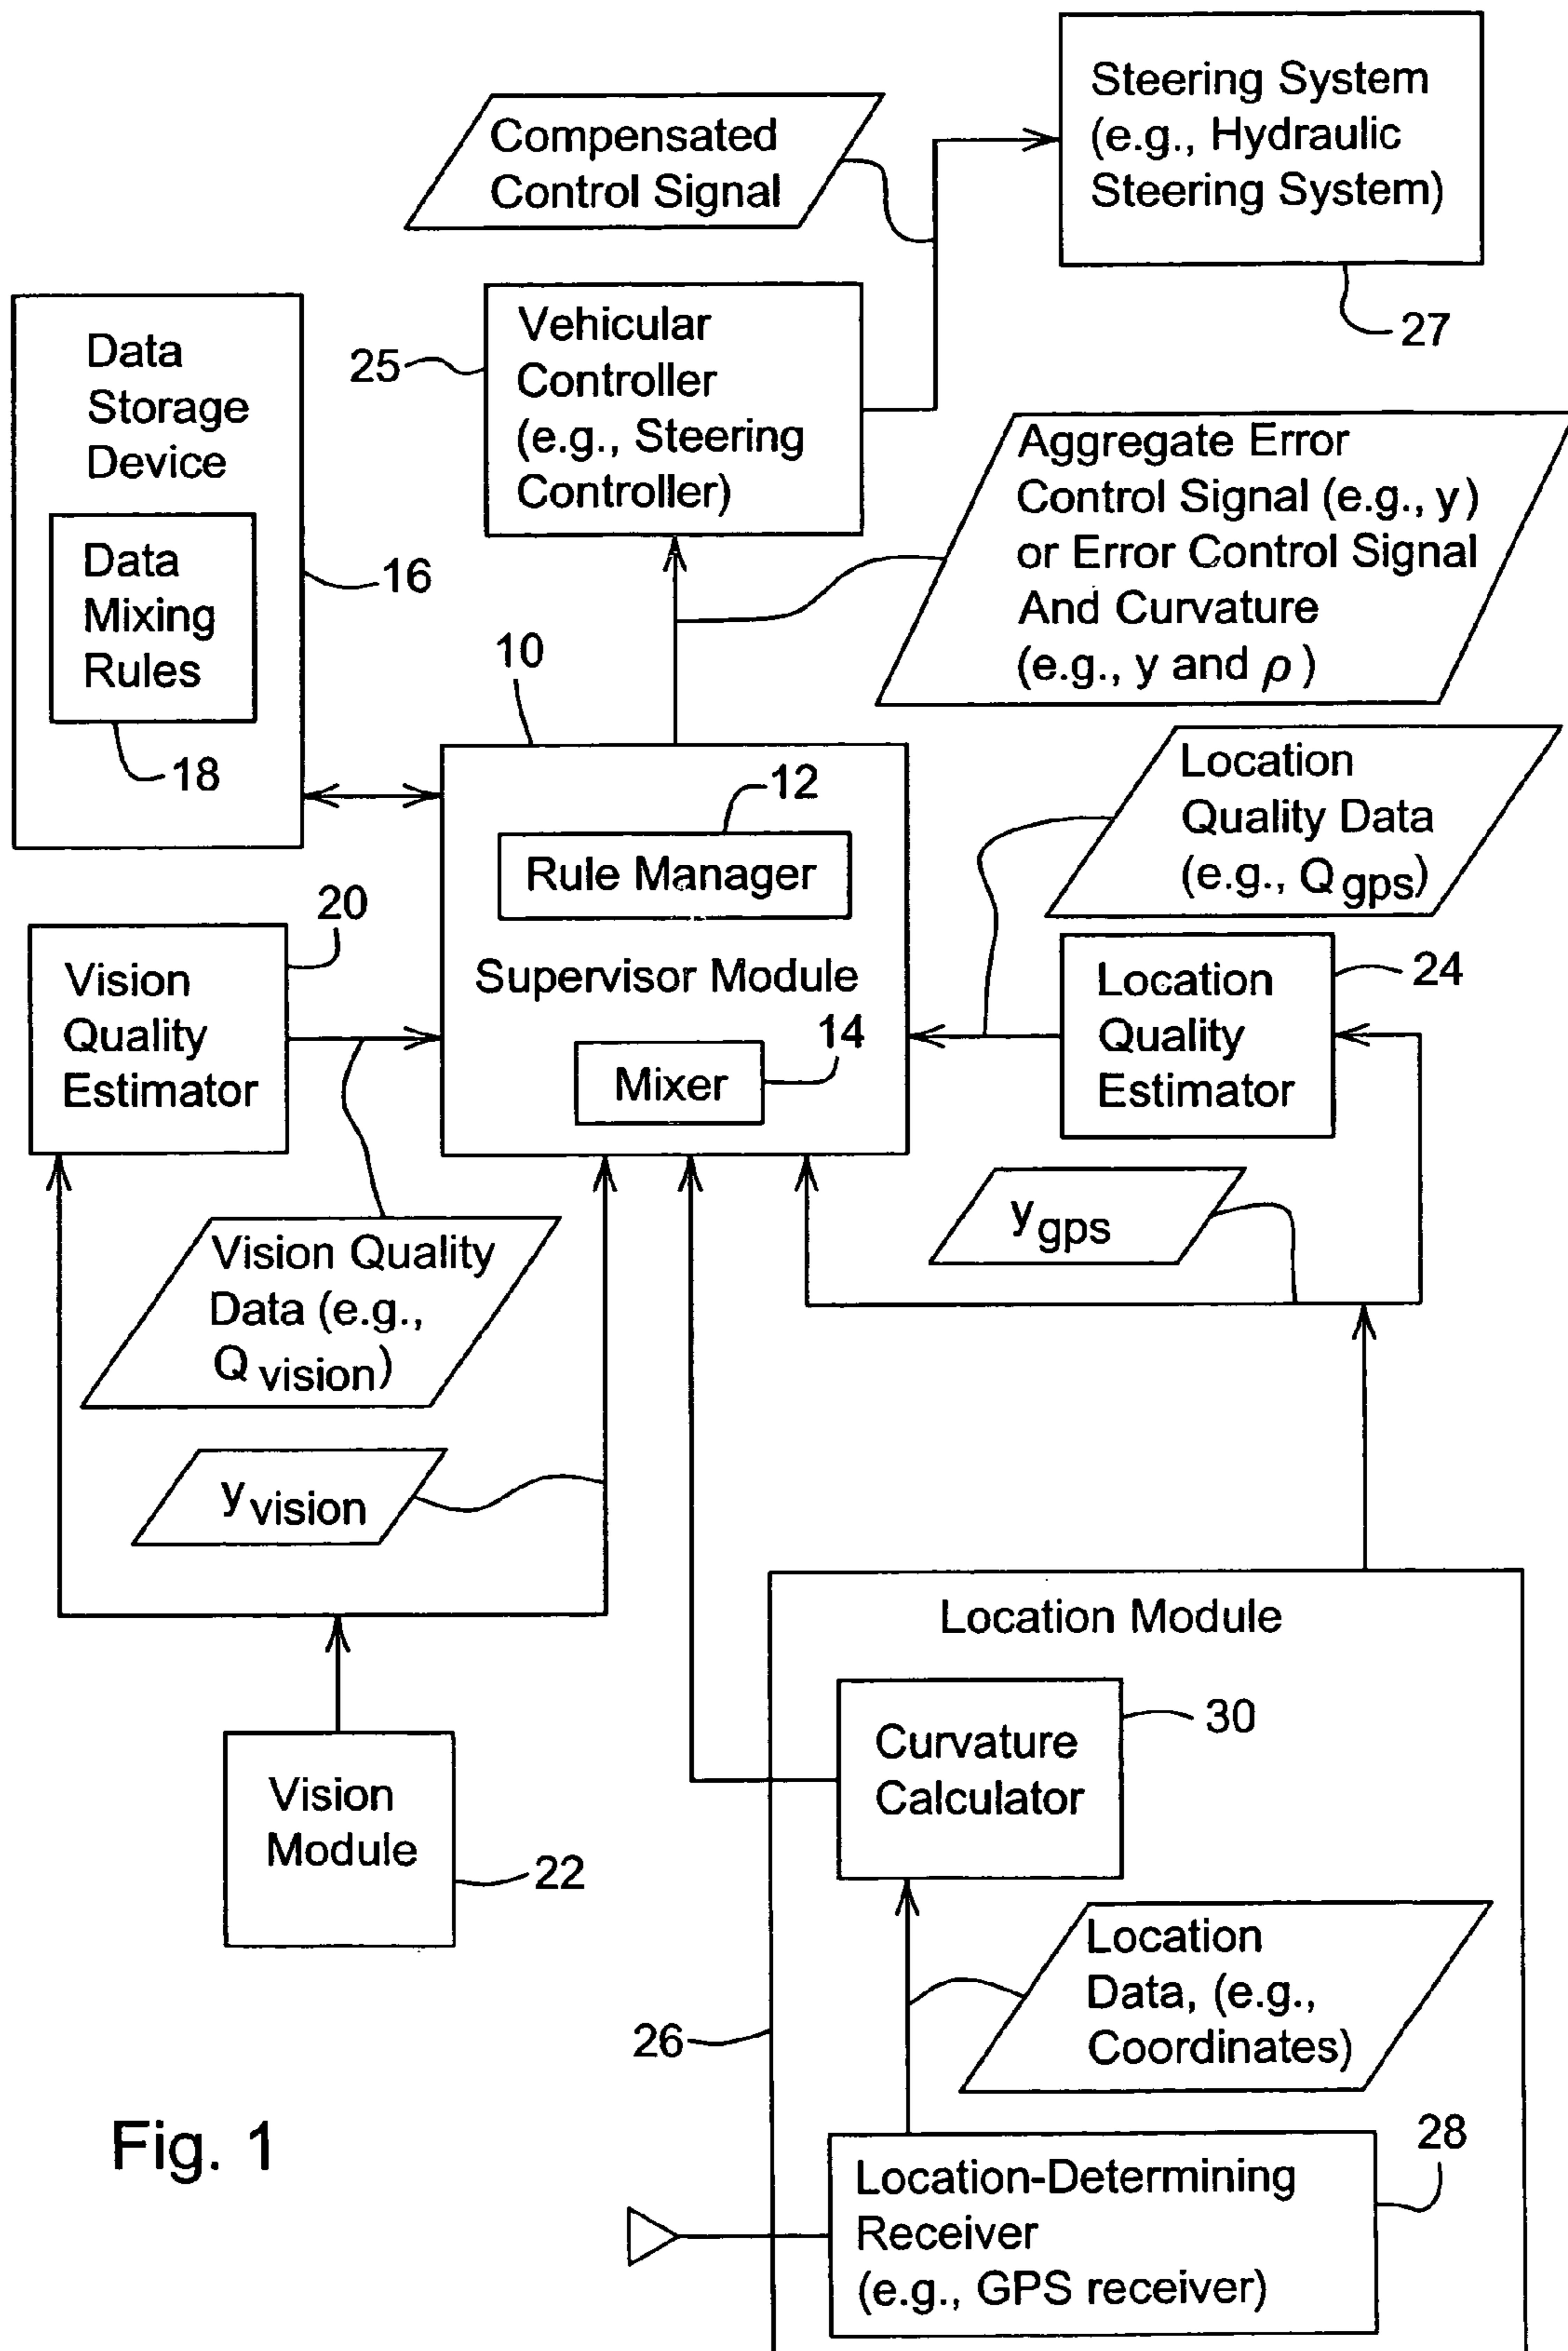 Steering System
(e.g., Hydraulic
Steering System)
27
Compensated
Control Signal
Vehicular
Controller
(e.g., Steering
Controller)
25
Data
Storage
Device
Data
Mixing
Rules
16
18
Aggregate Error
Control Signal (e.g., y)
or Error Control Signal
And Curvature
(e.g., y and ρ )
10
12
Rule Manager
Supervisor Module
14
Mixer
Location
Quality Data
(e.g., Q gps)
20
Vision
Quality
Estimator
Location
Quality
Estimator
24
y gps
Vision Quality
Data (e.g.,
Q vision)
y vision
Vision
Module
22
Location Module
Curvature
Calculator
30
Location
Data, (e.g.,
Coordinates)
26
28
Location-Determining
Receiver
(e.g., GPS receiver)
Fig. 1